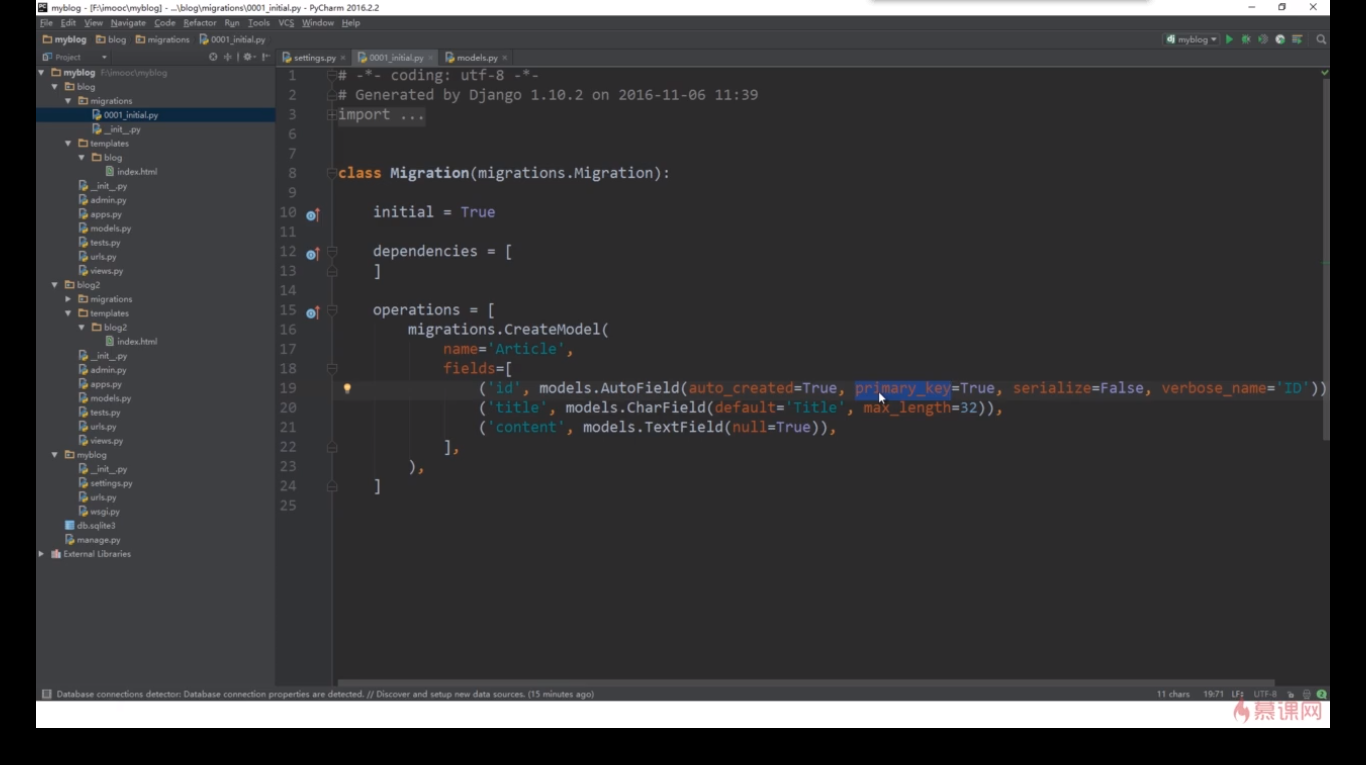 myblog - [F:\imooc\myblog] - ...\blog\migrations\0001_initial.py - PyCharm 2016.2.2
File Edit View Navigate Code Refactor Run Tools VCS Window Help
myblog blog migrations 0001_initial.py
myblog
Project
settings.py 0001_initial.py models.py
myblog F:\imooc\myblog
blog
migrations
0001_initial.py
__init__.py
templates
blog
index.html
__init__.py
admin.py
apps.py
models.py
tests.py
urls.py
views.py
blog2
migrations
templates
blog2
index.html
__init__.py
admin.py
apps.py
models.py
tests.py
urls.py
views.py
myblog
__init__.py
settings.py
urls.py
wsgi.py
db.sqlite3
manage.py
External Libraries
1 # -*- coding: utf-8 -*-
2 # Generated by Django 1.10.2 on 2016-11-06 11:39
3 import ...
6
7
8 class Migration(migrations.Migration):
9
10 initial = True
11
12 dependencies = [
13 ]
14
15 operations = [
16 migrations.CreateModel(
17 name='Article',
18 fields=[
19 ('id', models.AutoField(auto_created=True, primary_key=True, serialize=False, verbose_name='ID'))
20 ('title', models.CharField(default='Title', max_length=32)),
21 ('content', models.TextField(null=True)),
22 ],
23 ),
24 ]
25
Database connections detector: Database connection properties are detected. // Discover and setup new data sources. (15 minutes ago)
11 chars 19:71 LF: UTF-8
慕课网